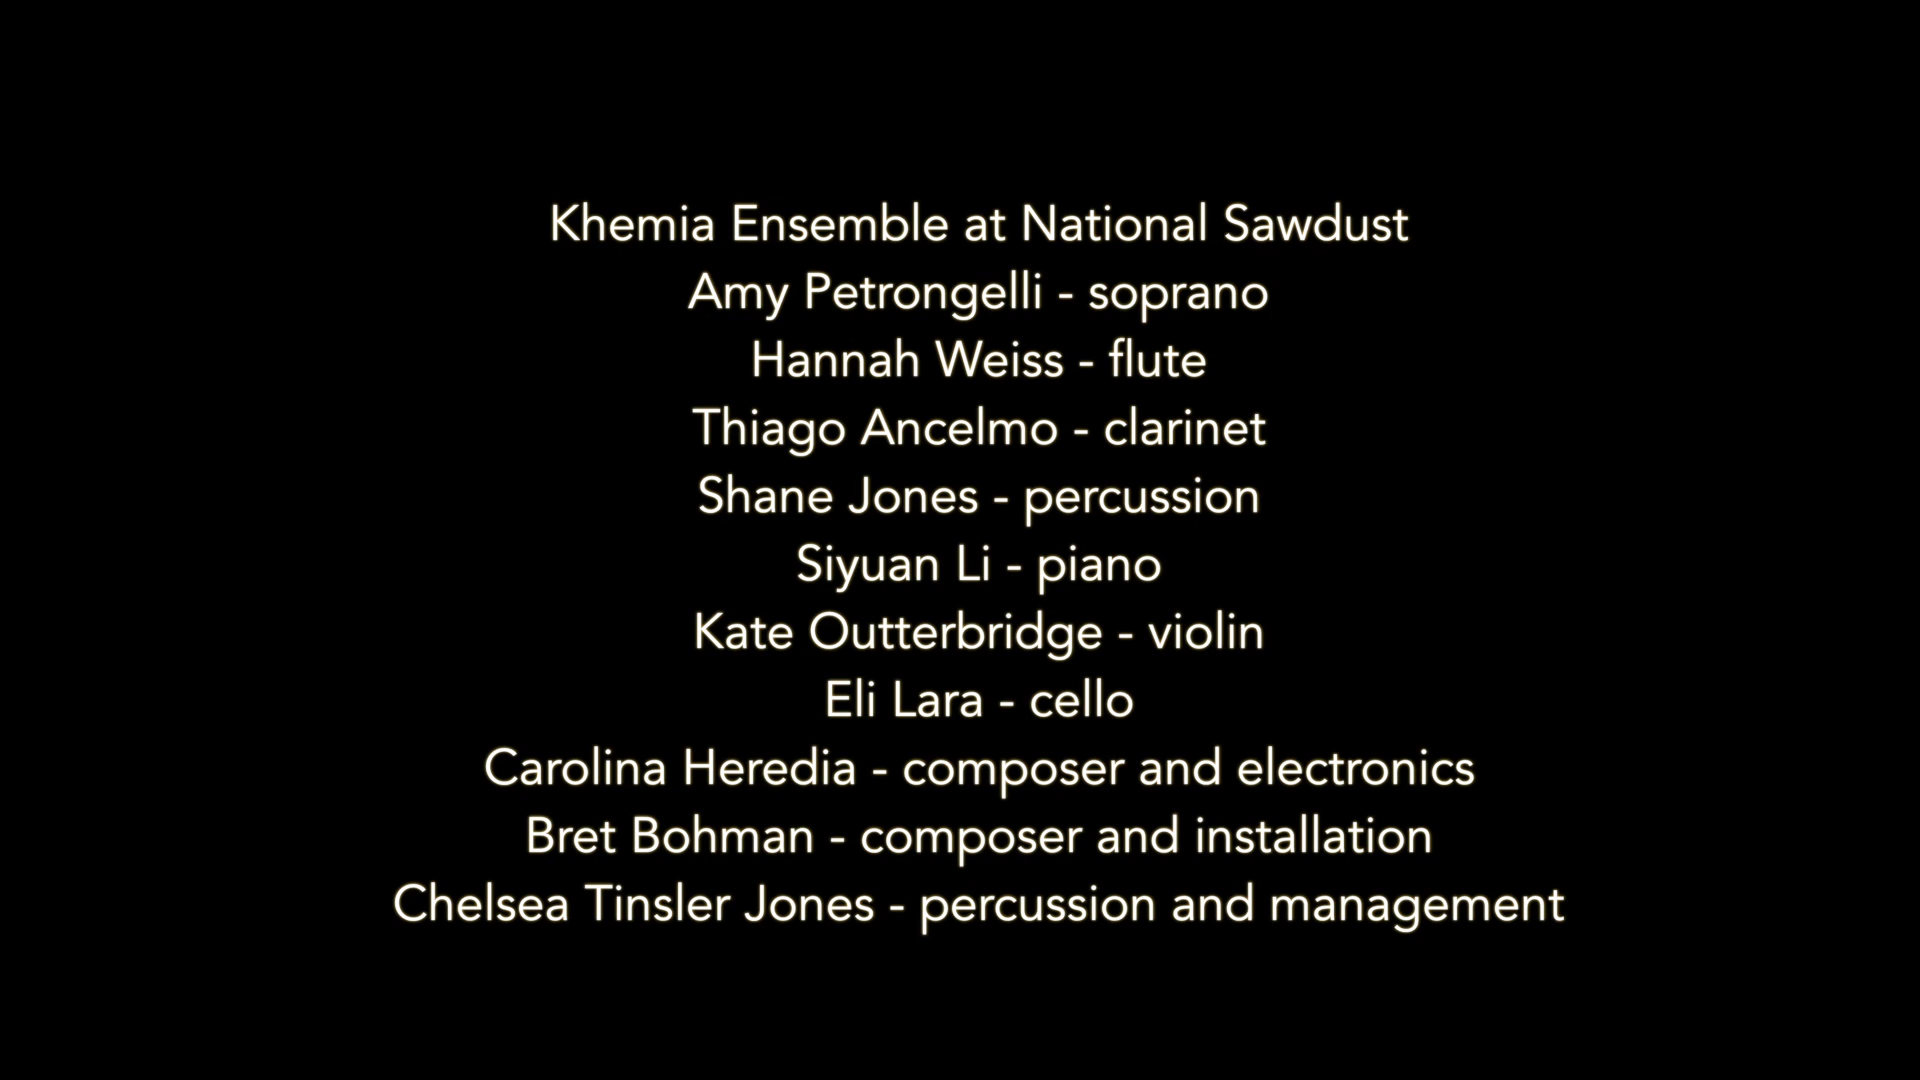 Khemia Ensemble at National Sawdust
Amy Petrongelli - soprano
Hannah Weiss - flute
Thiago Ancelmo - clarinet
Shane Jones - percussion
Siyuan Li - piano
Kate Outterbridge - violin
Eli Lara - cello
Carolina Heredia - composer and electronics
Bret Bohman - composer and installation
Chelsea Tinsler Jones - percussion and management